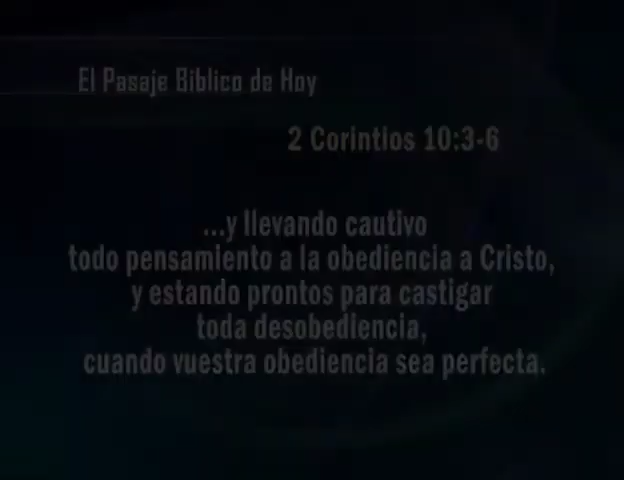 El Pasaje Biblico de Hoy
2 Corintios 10:3-6
...y llevando cautivo
todo pensamiento a la obediencia a Cristo,
y estando prontos para castigar
toda desobediencia,
cuando vuestra obediencia sea perfecta.